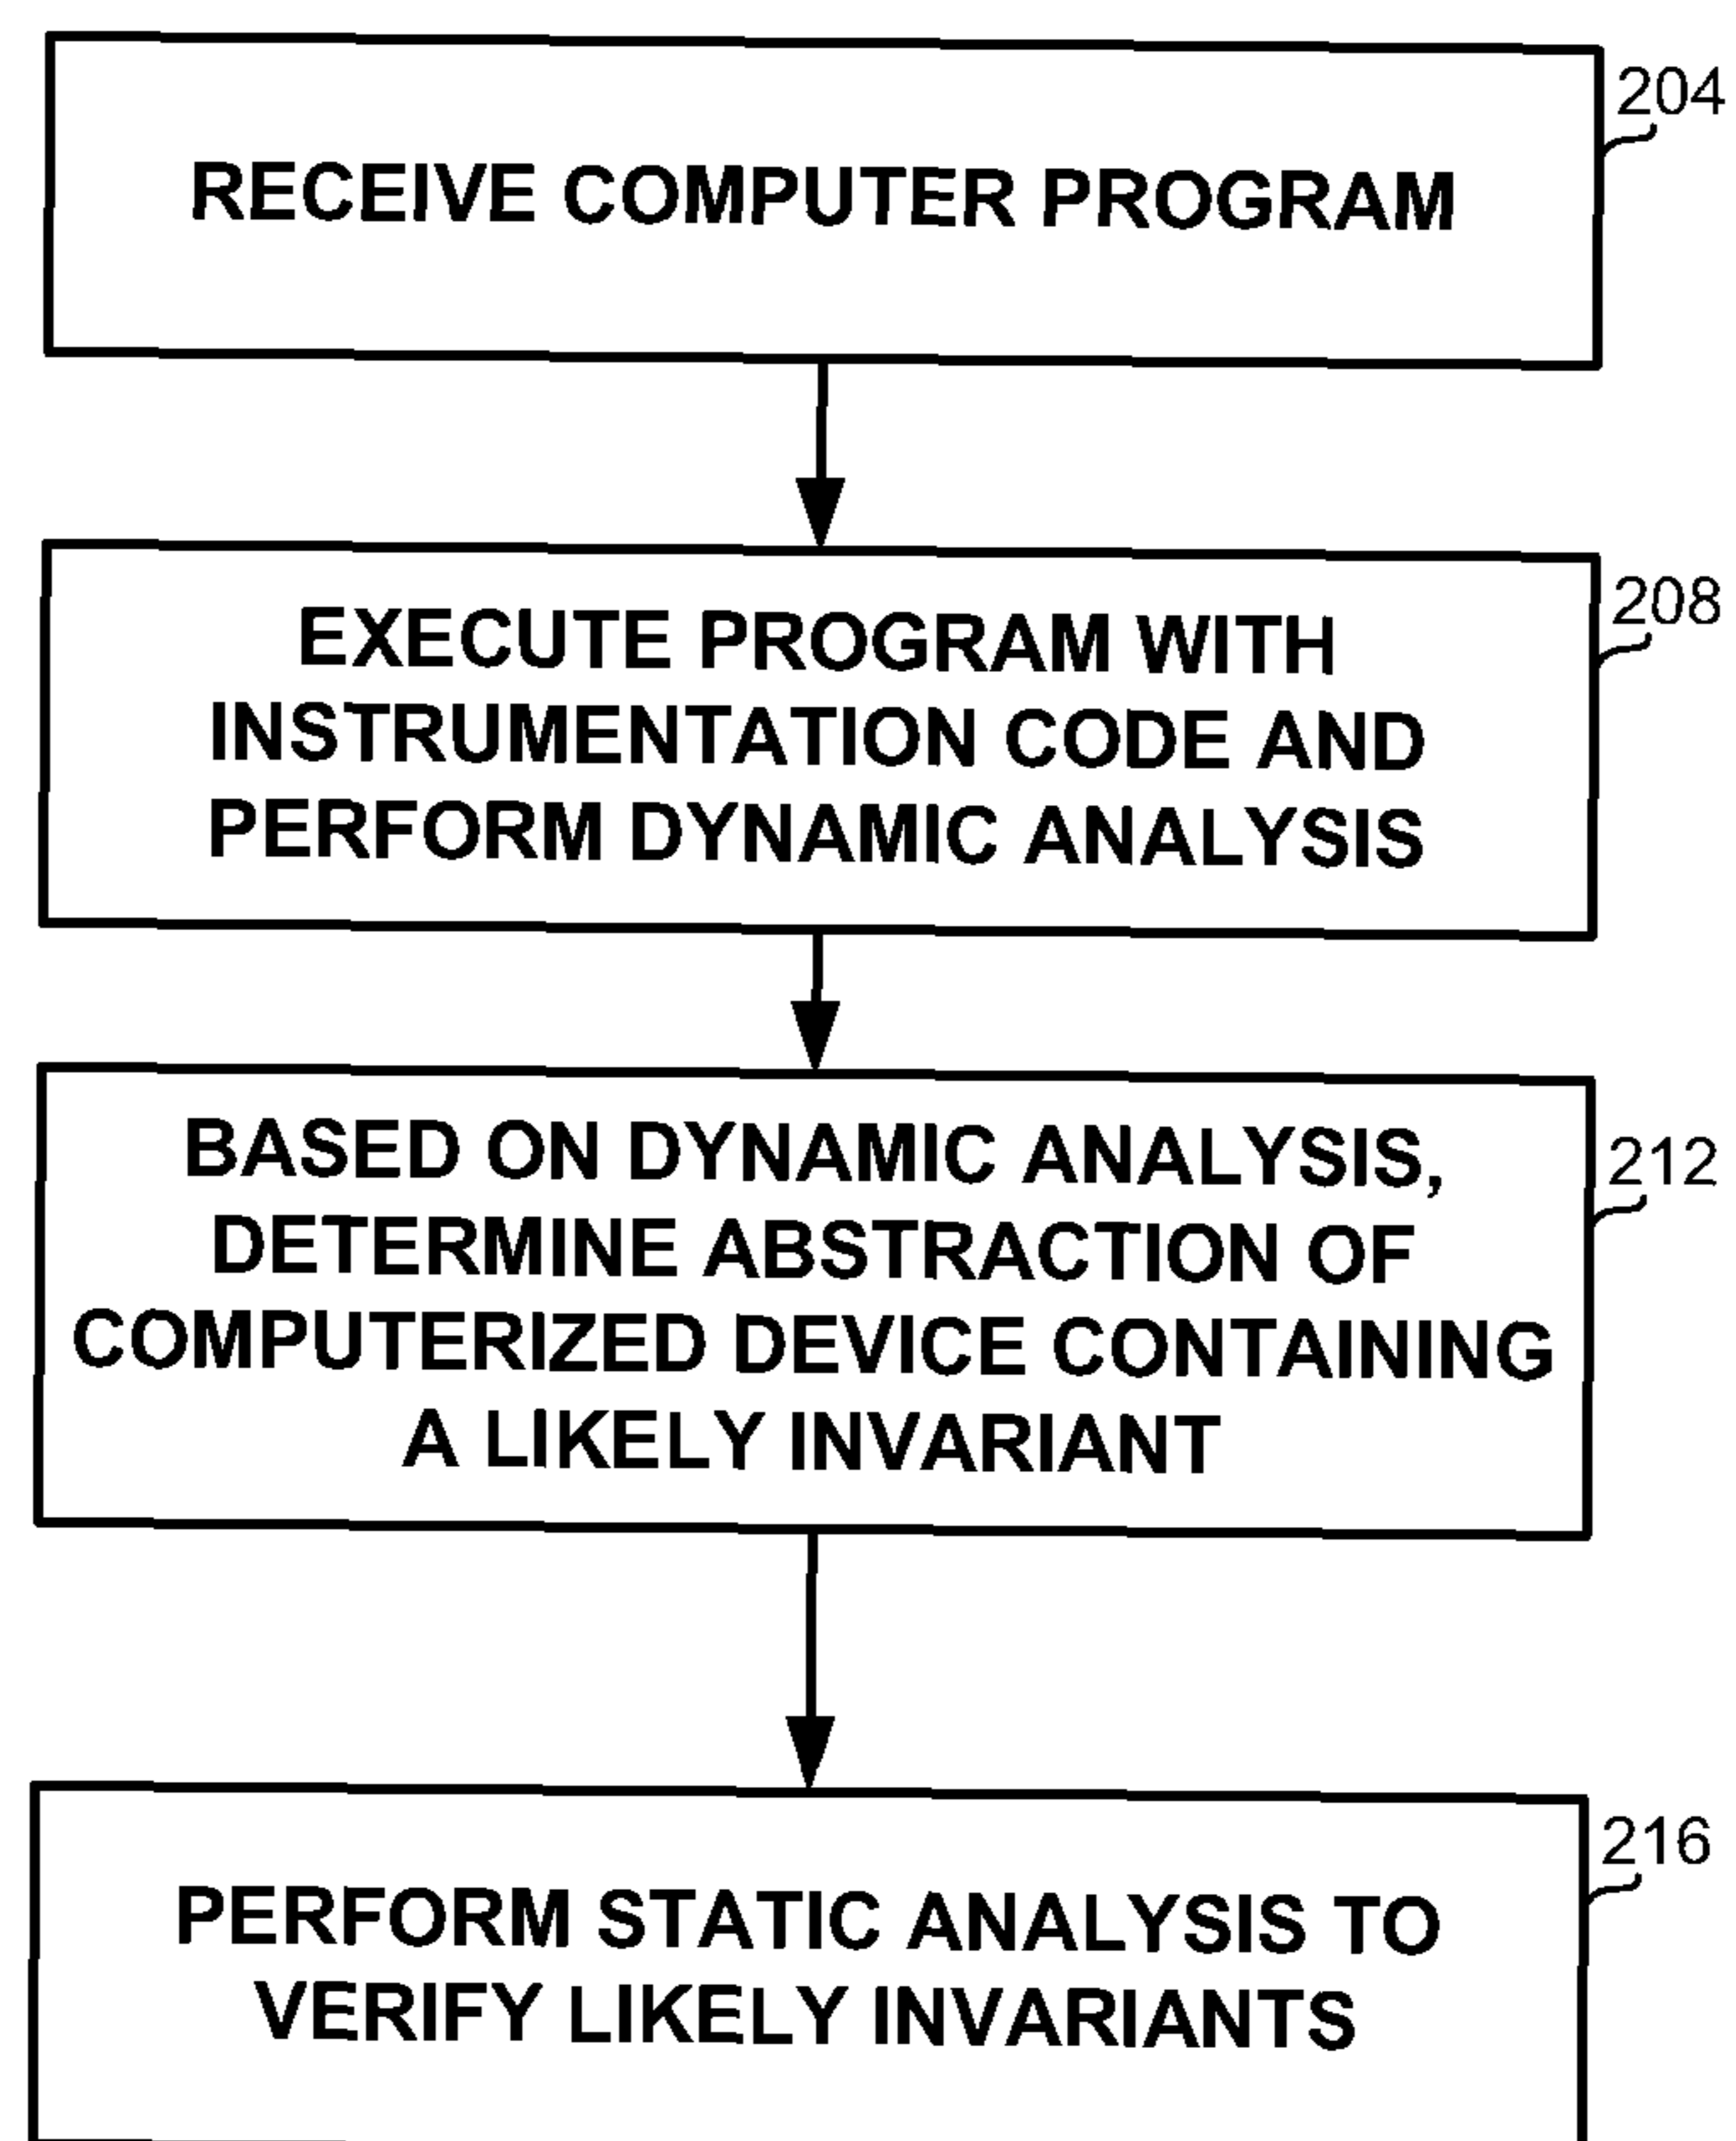 204
RECEIVE COMPUTER PROGRAM
208
EXECUTE PROGRAM WITH
INSTRUMENTATION CODE AND
PERFORM DYNAMIC ANALYSIS
212
BASED ON DYNAMIC ANALYSIS,
DETERMINE ABSTRACTION OF
COMPUTERIZED DEVICE CONTAINING
A LIKELY INVARIANT
216
PERFORM STATIC ANALYSIS TO
VERIFY LIKELY INVARIANTS